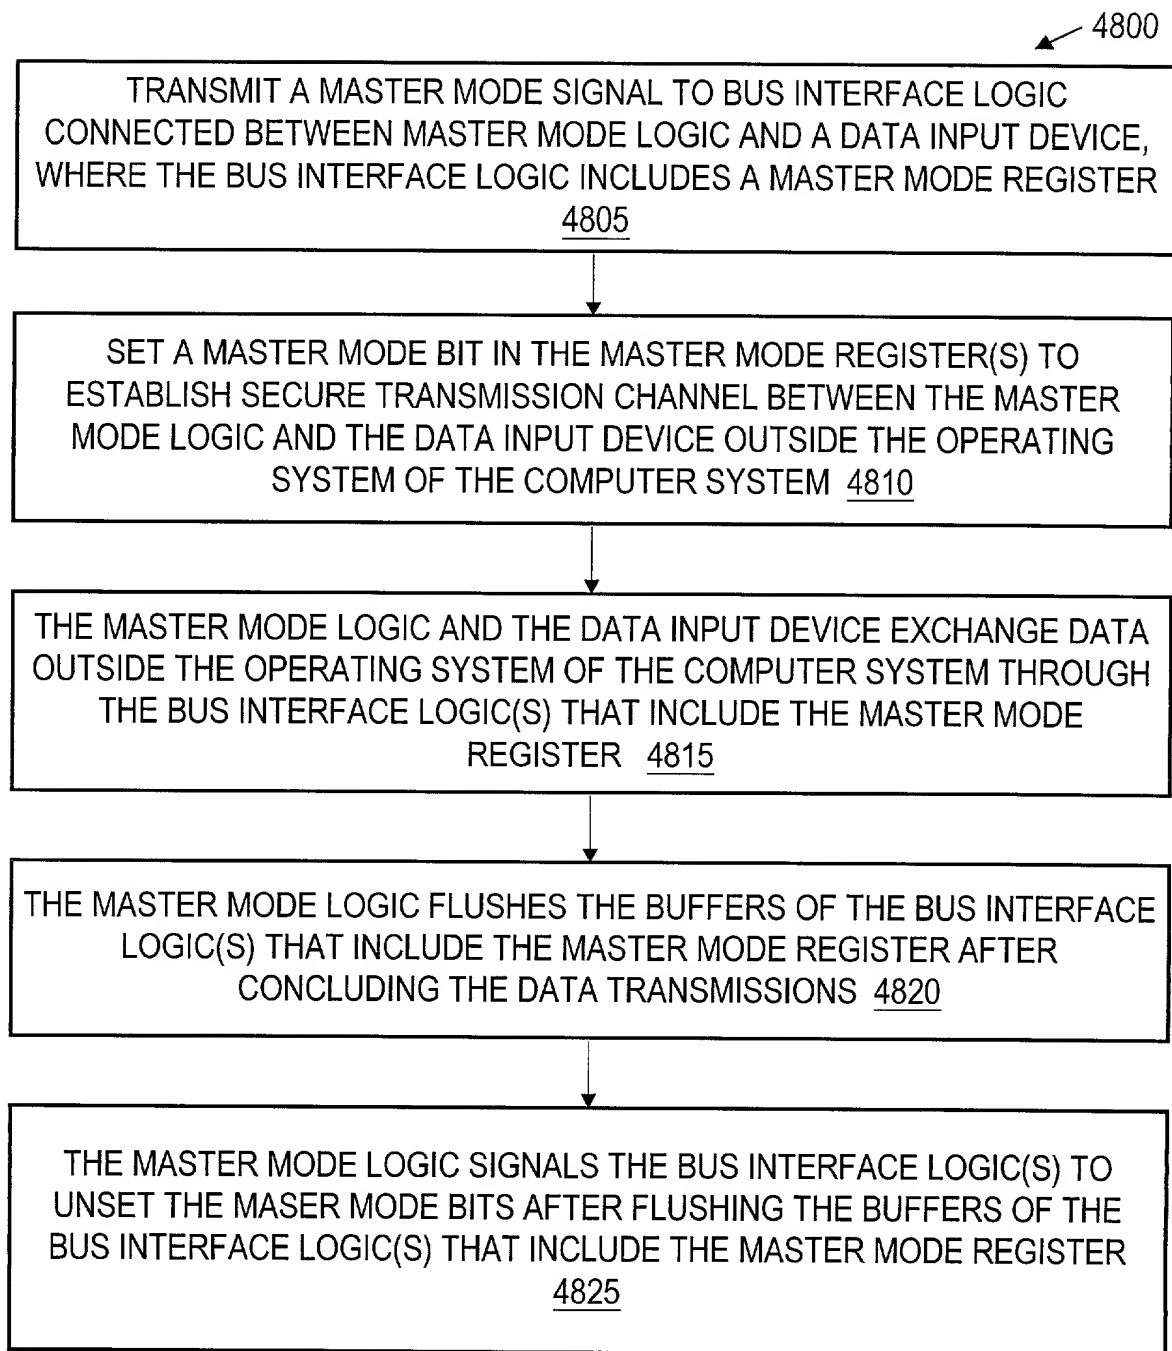 4800
TRANSMIT A MASTER MODE SIGNAL TO BUS INTERFACE LOGIC
CONNECTED BETWEEN MASTER MODE LOGIC AND A DATA INPUT DEVICE,
WHERE THE BUS INTERFACE LOGIC INCLUDES A MASTER MODE REGISTER
4805
SET A MASTER MODE BIT IN THE MASTER MODE REGISTER(S) TO
ESTABLISH SECURE TRANSMISSION CHANNEL BETWEEN THE MASTER
MODE LOGIC AND THE DATA INPUT DEVICE OUTSIDE THE OPERATING
SYSTEM OF THE COMPUTER SYSTEM 4810
THE MASTER MODE LOGIC AND THE DATA INPUT DEVICE EXCHANGE DATA
OUTSIDE THE OPERATING SYSTEM OF THE COMPUTER SYSTEM THROUGH
THE BUS INTERFACE LOGIC(S) THAT INCLUDE THE MASTER MODE
REGISTER 4815
THE MASTER MODE LOGIC FLUSHES THE BUFFERS OF THE BUS INTERFACE
LOGIC(S) THAT INCLUDE THE MASTER MODE REGISTER AFTER
CONCLUDING THE DATA TRANSMISSIONS 4820
THE MASTER MODE LOGIC SIGNALS THE BUS INTERFACE LOGIC(S) TO
UNSET THE MASER MODE BITS AFTER FLUSHING THE BUFFERS OF THE
BUS INTERFACE LOGIC(S) THAT INCLUDE THE MASTER MODE REGISTER
4825